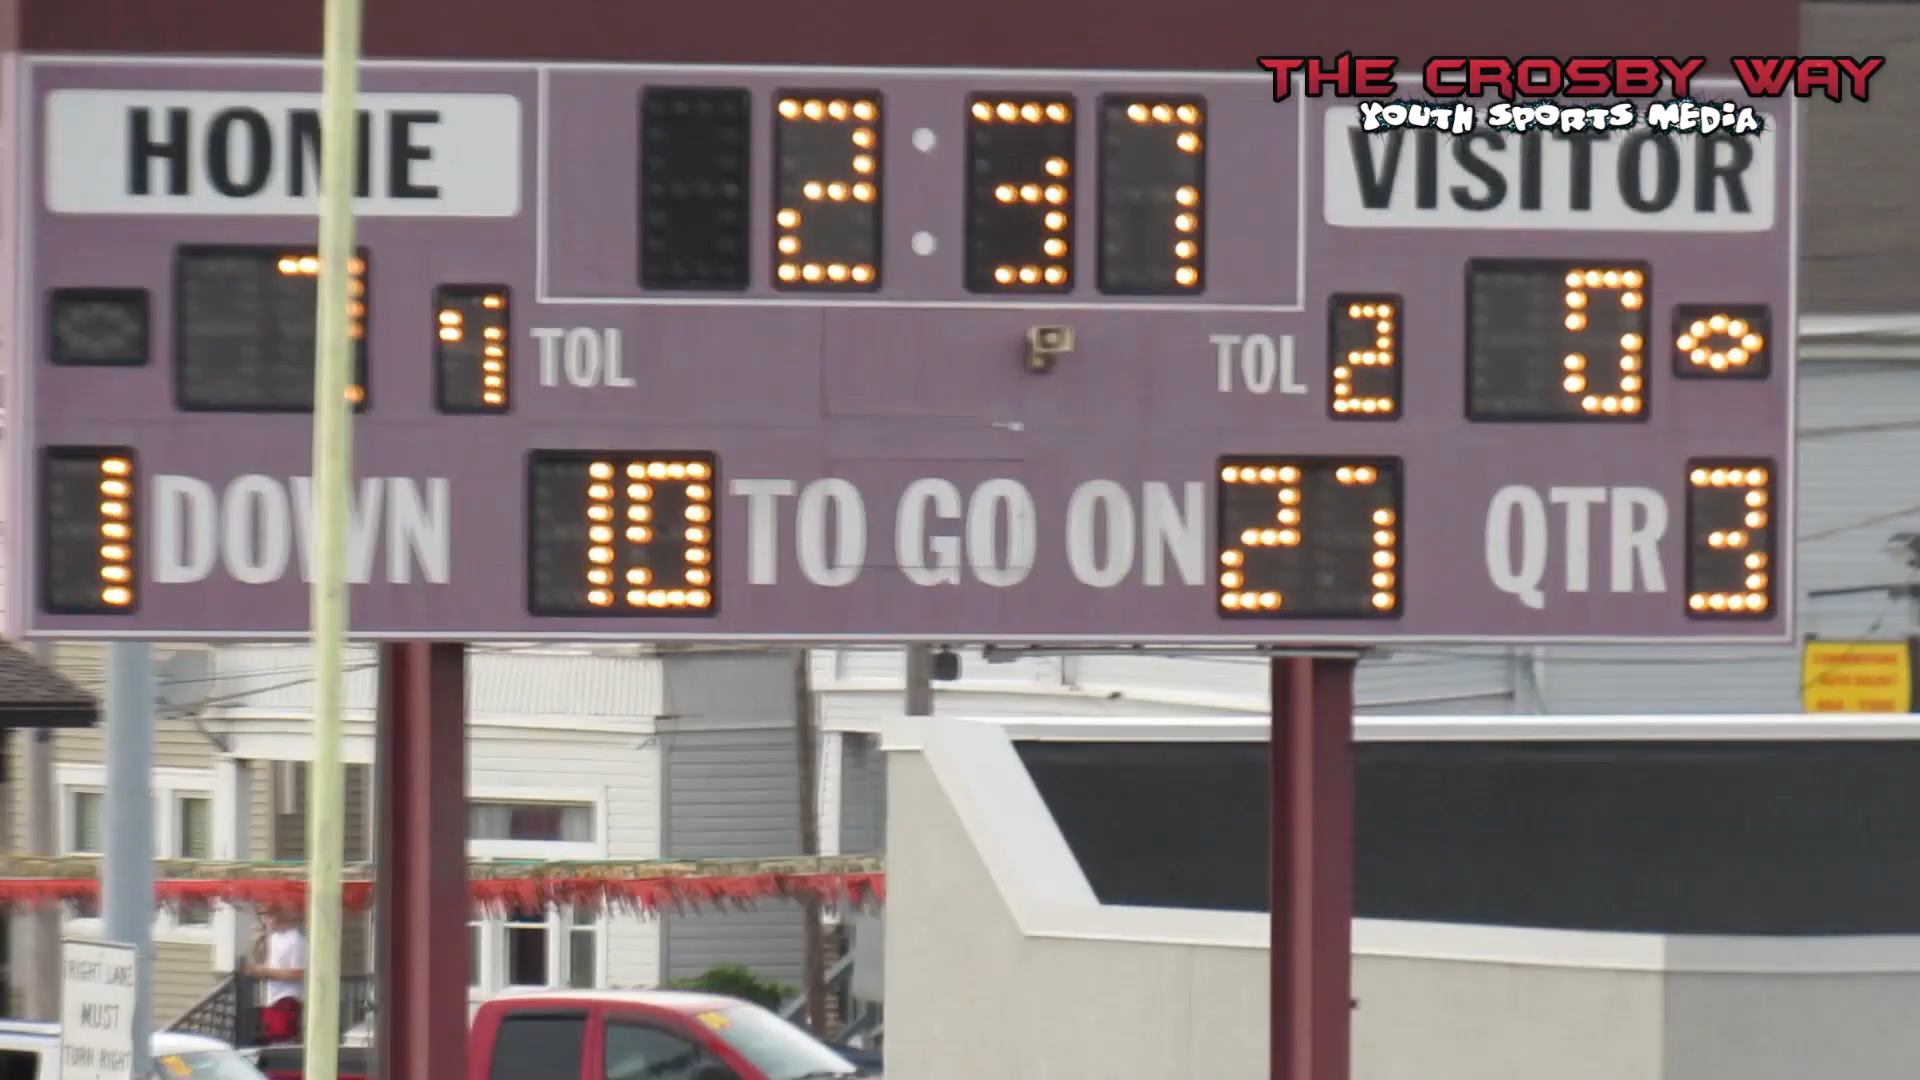 THE CROSBY WAY
YOUTH SPORTS MEDIA
HOME 2:37 VISITOR
7 1 TOL TOL 2 0
1 DOWN 10 TO GO ON 27 QTR 3
RIGHT LANE
MUST
TURN RIGHT